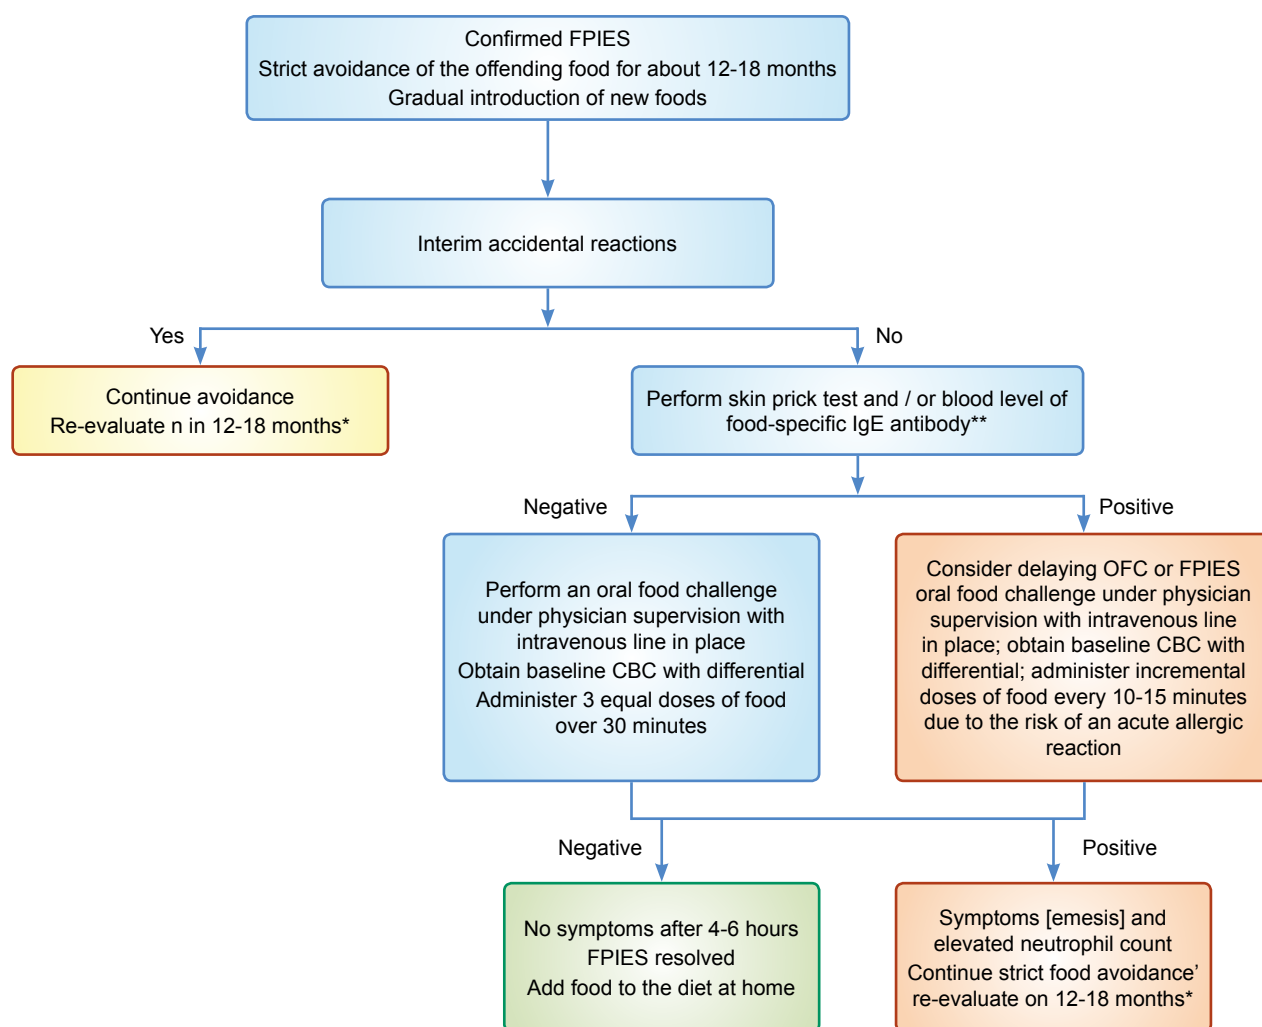 Confirmed FPIES
Strict avoidance of the offending food for about 12-18 months
Gradual introduction of new foods
Interim accidental reactions
Yes
No
Continue avoidance
Re-evaluate n in 12-18 months*
Perform skin prick test and / or blood level of
food-specific IgE antibody**
Negative
Positive
Perform an oral food challenge
under physician supervision with
intravenous line in place
Obtain baseline CBC with differential
Administer 3 equal doses of food
over 30 minutes
Consider delaying OFC or FPIES
oral food challenge under physician
supervision with intravenous line
in place; obtain baseline CBC with
differential; administer incremental
doses of food every 10-15 minutes
due to the risk of an acute allergic
reaction
Negative
Positive
No symptoms after 4-6 hours
FPIES resolved
Add food to the diet at home
Symptoms [emesis] and
elevated neutrophil count
Continue strict food avoidance’
re-evaluate on 12-18 months*